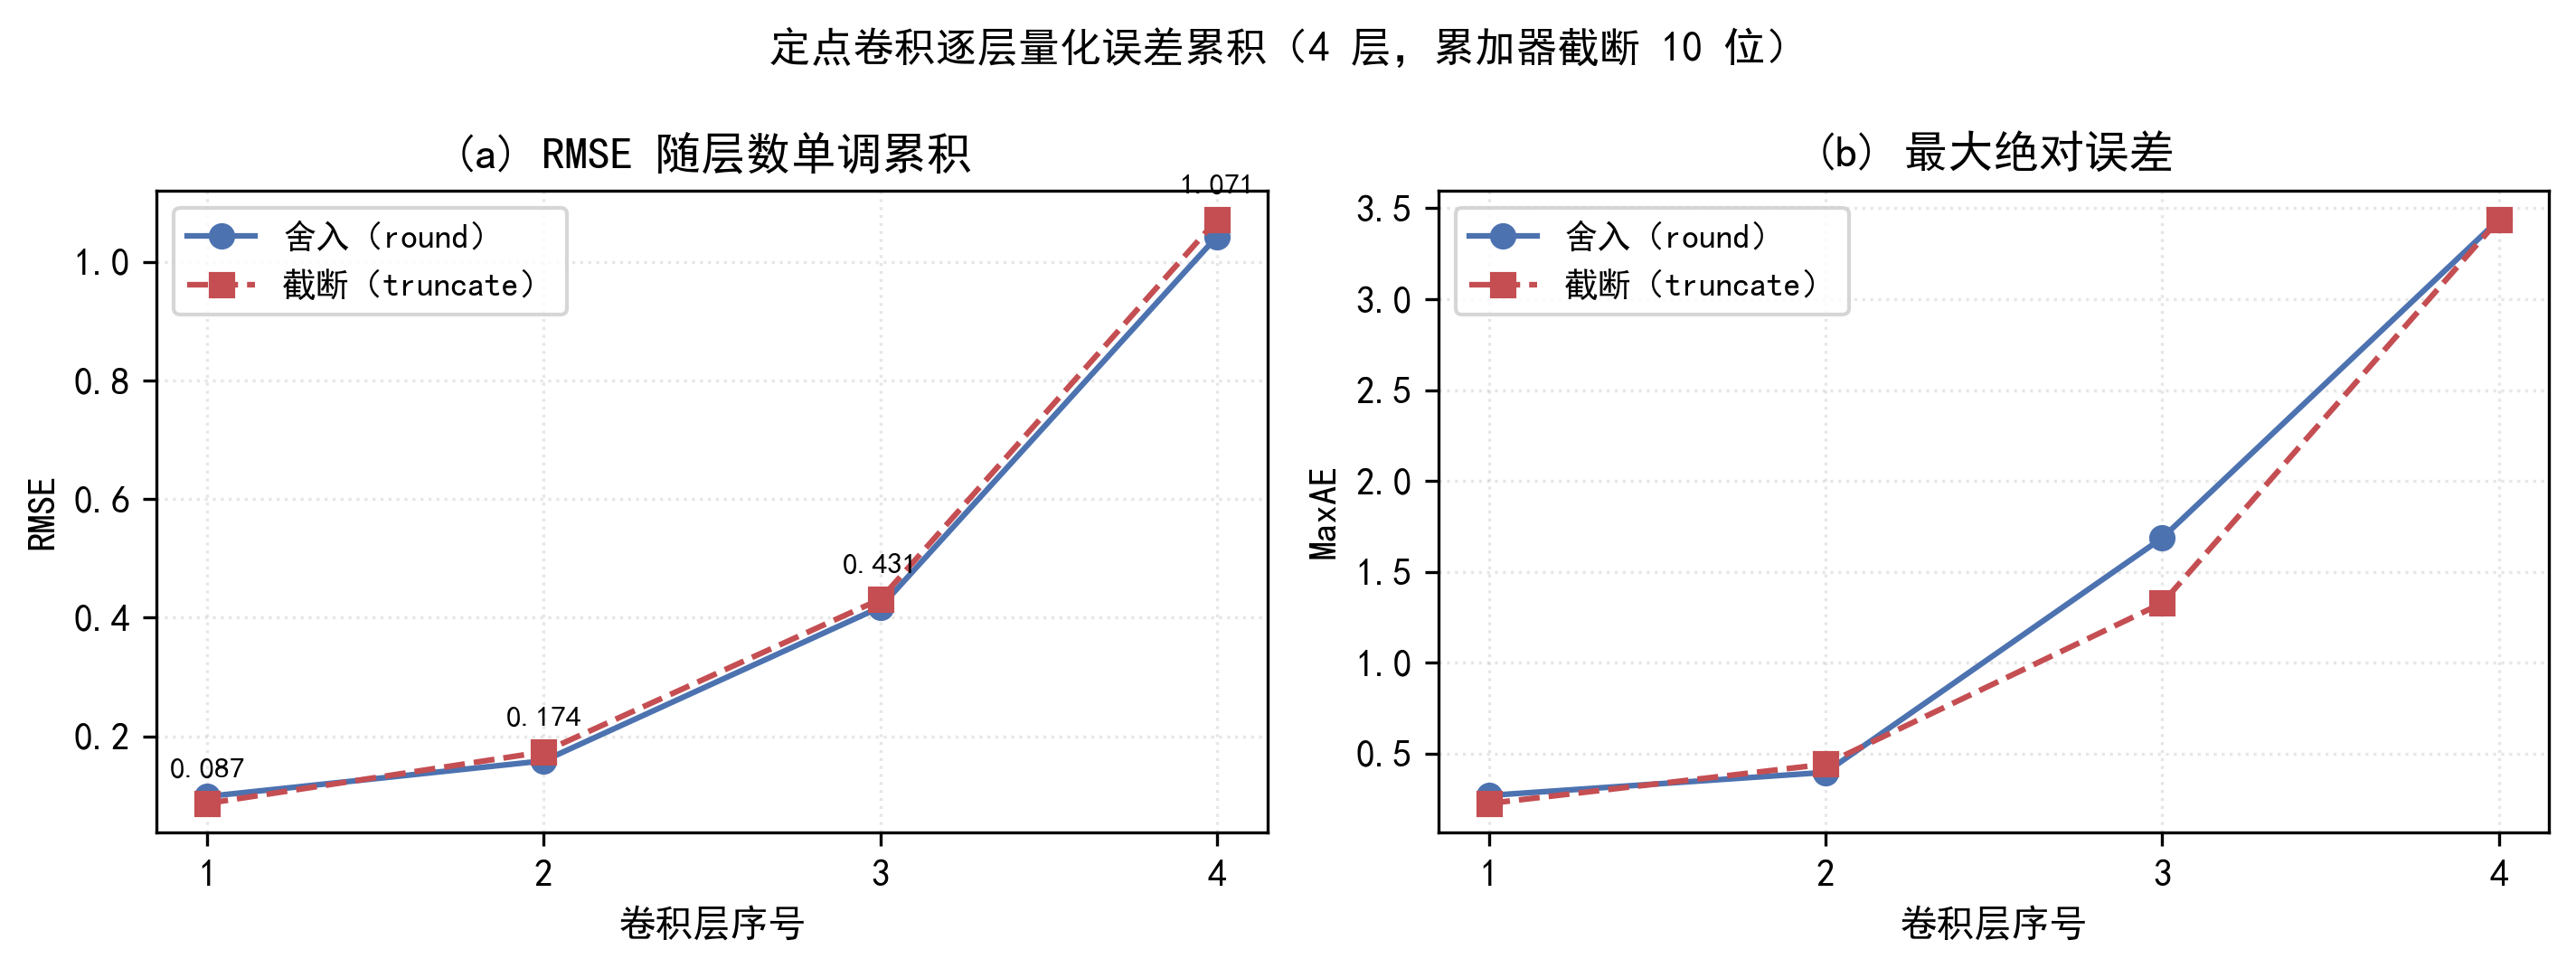 定点卷积逐层量化误差累积（4 层，累加器截断 10 位）
(a) RMSE 随层数单调累积
舍入（round）
截断（truncate）
1.0
0.8
0.6
0.4
0.2
RMSE
0.087
0.174
0.431
1.071
1
2
3
4
卷积层序号
(b) 最大绝对误差
舍入（round）
截断（truncate）
3.5
3.0
2.5
2.0
1.5
1.0
0.5
MaxAE
1
2
3
4
卷积层序号